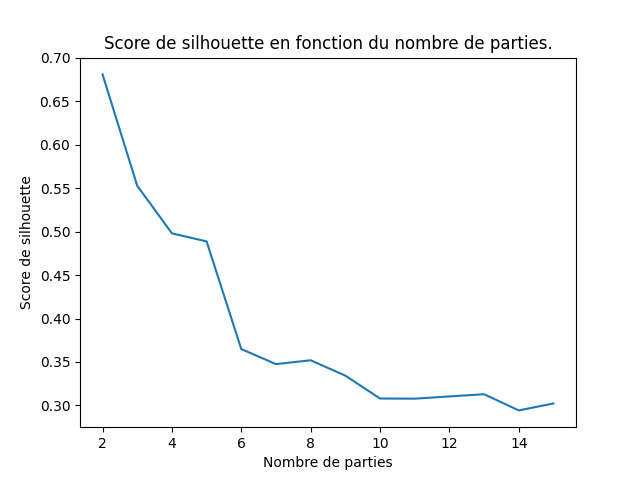 Score de silhouette en fonction du nombre de parties.
0.70
0.65
0.60
0.55
0.50
0.45
0.40
0.35
0.30
Score de silhouette
2 4 6 8 10 12 14
Nombre de parties